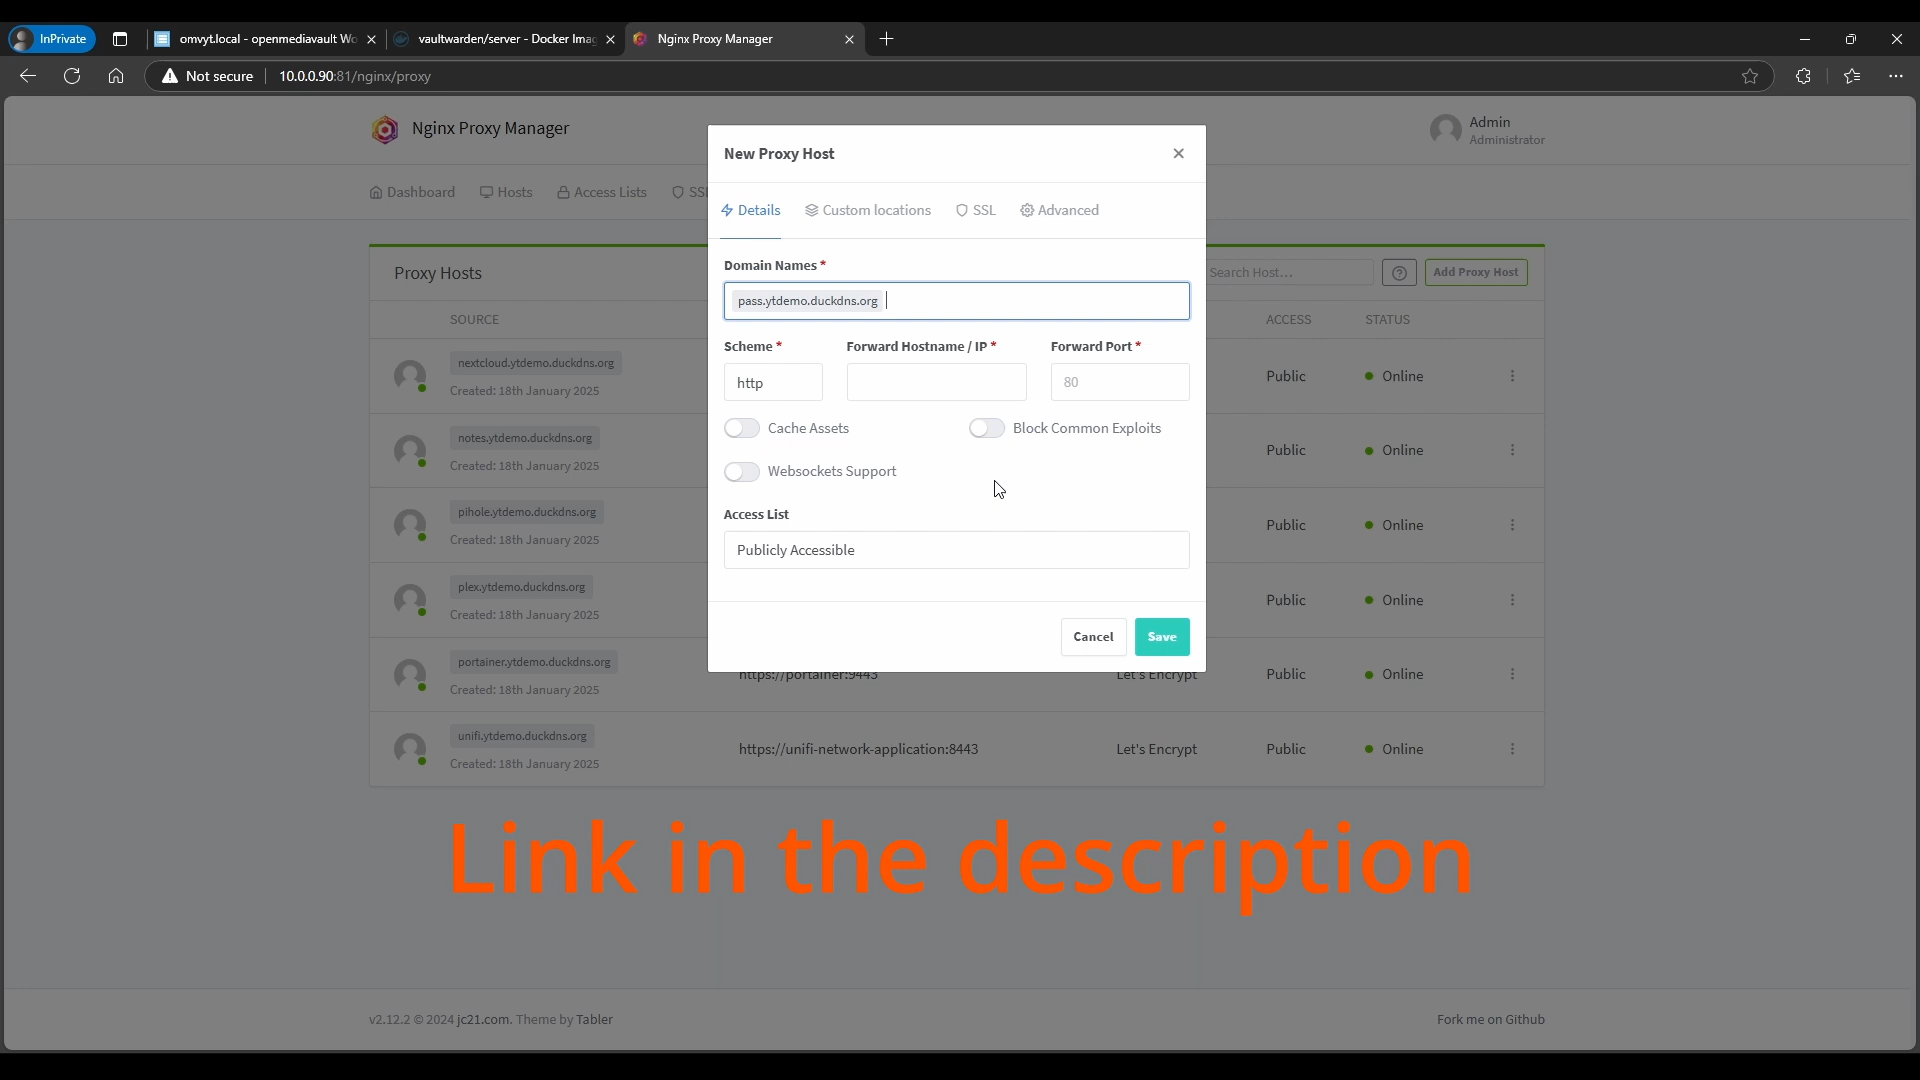 InPrivate
omvyt.local - openmediavault Wo
vaultwarden/server - Docker Imag
Nginx Proxy Manager
Not secure
10.0.0.90:81/nginx/proxy
Nginx Proxy Manager
Admin
Administrator
Dashboard
Hosts
Access Lists
SSL
New Proxy Host
Details
Custom locations
SSL
Advanced
Domain Names *
pass.ytdemo.duckdns.org
Scheme *
Forward Hostname / IP *
Forward Port *
http
80
Cache Assets
Block Common Exploits
Websockets Support
Access List
Publicly Accessible
Cancel
Save
Proxy Hosts
Search Host...
Add Proxy Host
SOURCE
ACCESS
STATUS
nextcloud.ytdemo.duckdns.org
Created: 18th January 2025
Public
Online
notes.ytdemo.duckdns.org
Created: 18th January 2025
Public
Online
pihole.ytdemo.duckdns.org
Created: 18th January 2025
Public
Online
plex.ytdemo.duckdns.org
Created: 18th January 2025
Public
Online
portainer.ytdemo.duckdns.org
Created: 18th January 2025
https://portainer:9443
Let's Encrypt
Public
Online
unifi.ytdemo.duckdns.org
Created: 18th January 2025
https://unifi-network-application:8443
Let's Encrypt
Public
Online
Link in the description
v2.12.2 © 2024 jc21.com. Theme by Tabler
Fork me on Github